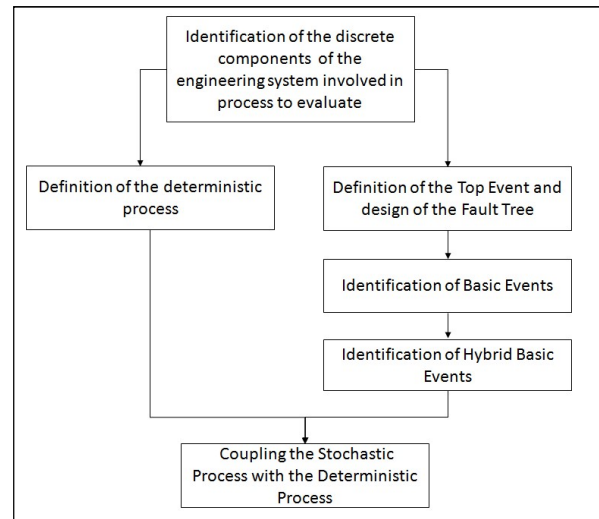 Identification of the discrete
components of the
engineering system involved in
process to evaluate
Definition of the deterministic
process
Definition of the Top Event and
design of the Fault Tree
Identification of Basic Events
Identification of Hybrid Basic
Events
Coupling the Stochastic
Process with the Deterministic
Process